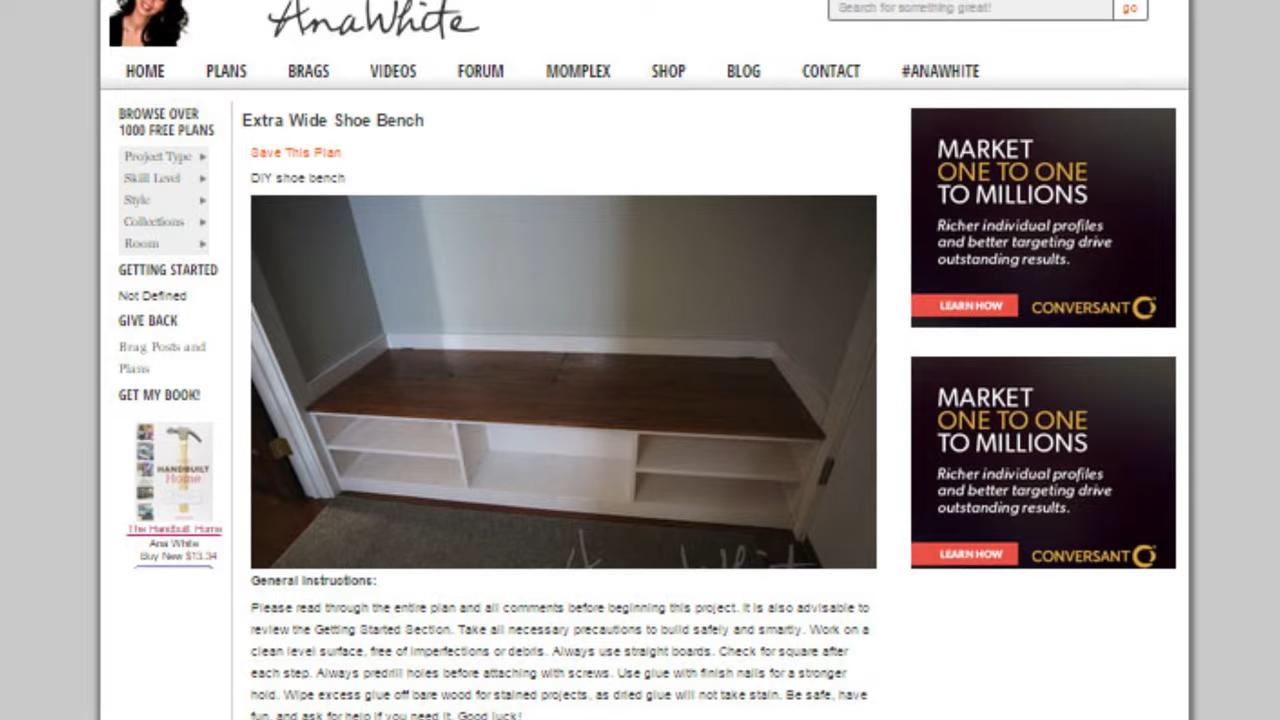 AnaWhite
Search for something great!
go
HOME
PLANS
BRAGS
VIDEOS
FORUM
MOMPLEX
SHOP
BLOG
CONTACT
#ANAWHITE
BROWSE OVER
1000 FREE PLANS
Project Type
Skill Level
Style
Collections
Room
GETTING STARTED
Not Defined
GIVE BACK
Brag Posts and
Plans
GET MY BOOK!
HANDBUILT
Home
The Handbuilt Home
Ana White
Buy New $13.34
Extra Wide Shoe Bench
Save This Plan
DIY shoe bench
Ana White
General Instructions:
Please read through the entire plan and all comments before beginning this project. It is also advisable to
review the Getting Started Section. Take all necessary precautions to build safely and smartly. Work on a
clean level surface, free of imperfections or debris. Always use straight boards. Check for square after
each step. Always predrill holes before attaching with screws. Use glue with finish nails for a stronger
hold. Wipe excess glue off bare wood for stained projects, as dried glue will not take stain. Be safe, have
fun, and ask for help if you need it. Good luck!
MARKET
ONE TO ONE
TO MILLIONS
Richer individual profiles
and better targeting drive
outstanding results.
LEARN HOW
CONVERSANT
MARKET
ONE TO ONE
TO MILLIONS
Richer individual profiles
and better targeting drive
outstanding results.
LEARN HOW
CONVERSANT